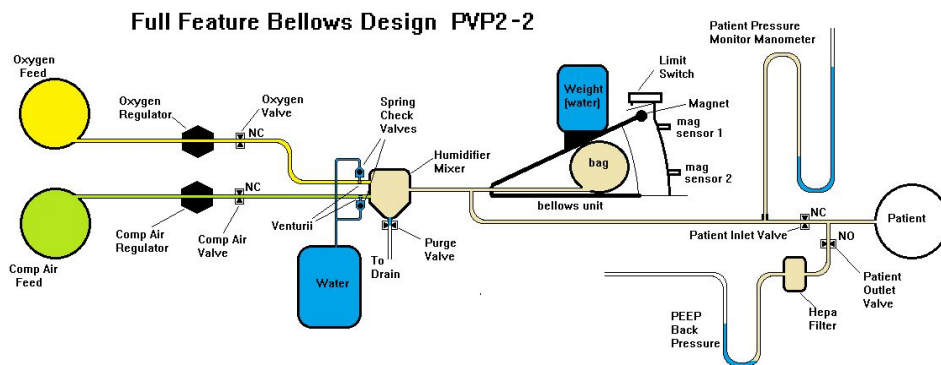 Full Feature Bellows Design PVP2-2
Patient Pressure
Monitor Manometer
Oxygen
Feed
Oxygen
Regulator
Oxygen
Valve
NC
Spring
Check
Valves
Weight
(water)
Limit
Switch
Magnet
mag
sensor 1
Humidifier
Mixer
bag
mag
sensor 2
bellows unit
NC
Comp Air
Feed
Comp Air
Regulator
Comp Air
Valve
Venturii
To
Drain
Purge
Valve
Water
NC
Patient Inlet Valve
Patient
NO
Patient
Outlet
Valve
Hepa
Filter
PEEP
Back
Pressure